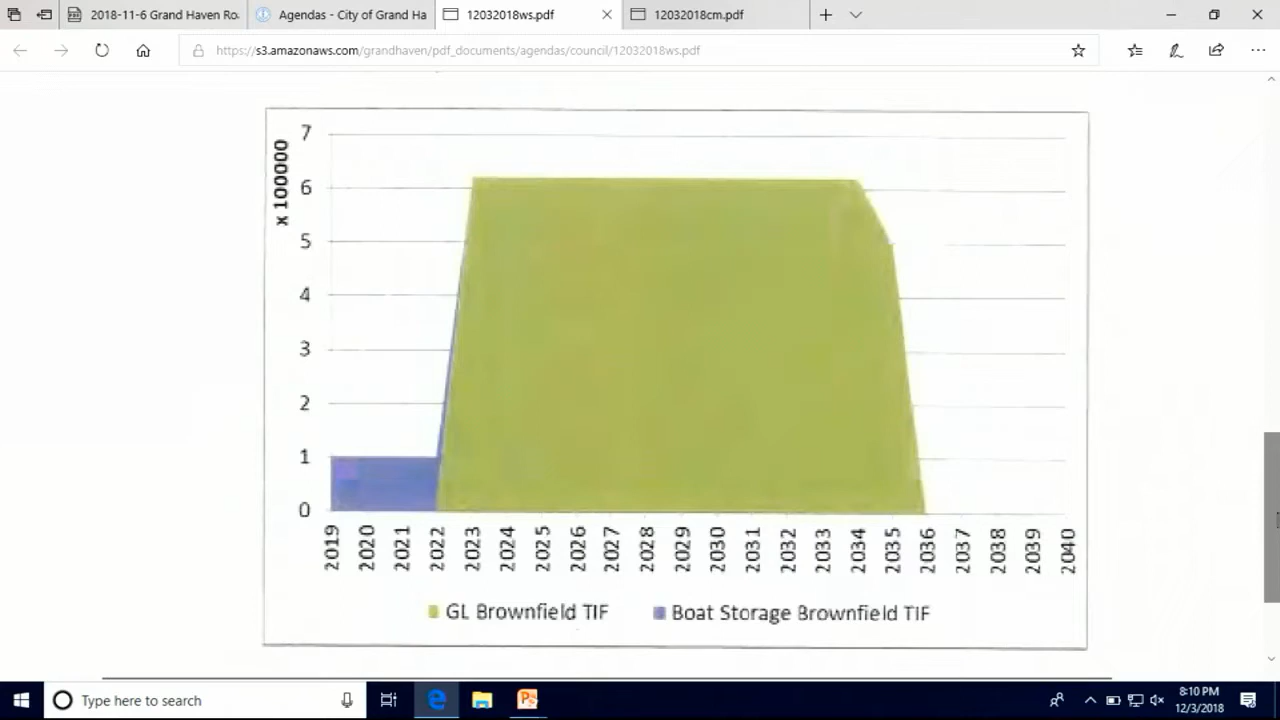 2018-11-6 Grand Haven Ro
Agendas - City of Grand Ha
12032018ws.pdf
12032018cm.pdf
https://s3.amazonaws.com/grandhaven/pdf_documents/agendas/council/12032018ws.pdf
x 100000
7
6
5
4
3
2
1
0
2019 2020 2021 2022 2023 2024 2025 2026 2027 2028 2029 2030 2031 2032 2033 2034 2035 2036 2037 2038 2039 2040
GL Brownfield TIF Boat Storage Brownfield TIF
Type here to search
8:10 PM
12/3/2018